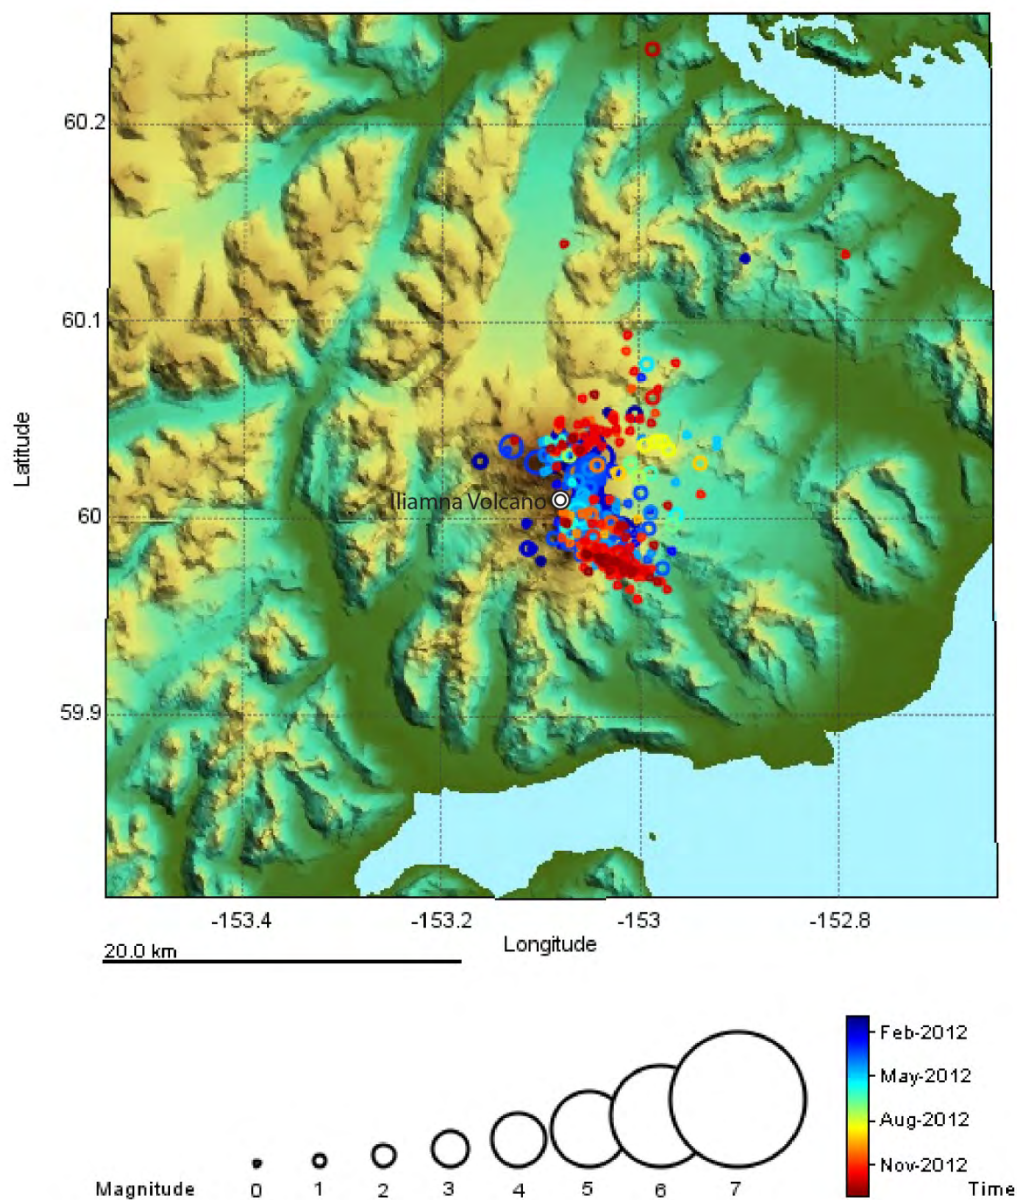 60.2
60.1
Latitude
Iliamna Volcano
60
59.9
-153.4 -153.2 -153 -152.8
Longitude
20.0 km
Feb-2012
May-2012
Aug-2012
Nov-2012
Magnitude 0 1 2 3 4 5 6 7 Time